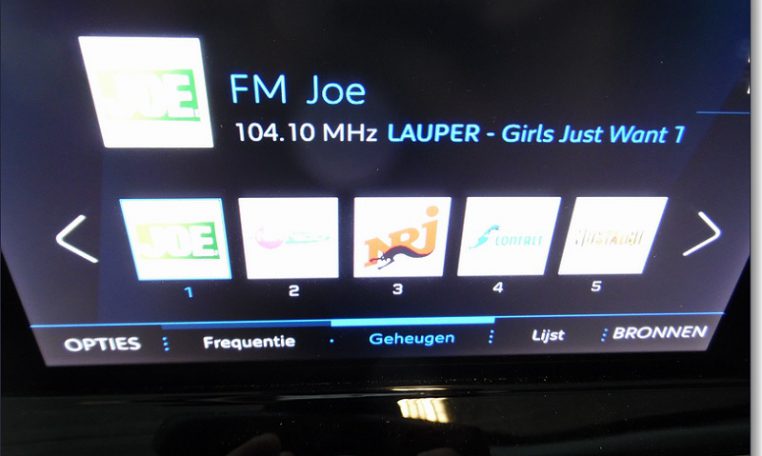 JOE
FM Joe
104.10 MHz LAUPER - Girls Just Want T
JOE
NRJ
CONTACT
NOSTALGIE
1
2
3
4
5
OPTIES
Frequentie
Geheugen
Lijst
BRONNEN